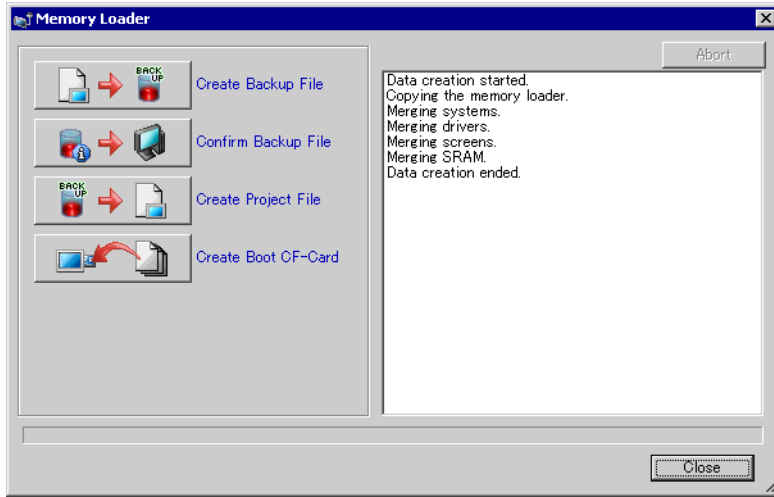 Memory Loader
Abort
BACK
UP
Create Backup File
Confirm Backup File
BACK
UP
Create Project File
Create Boot CF-Card
Data creation started.
Copying the memory loader.
Merging systems.
Merging drivers.
Merging screens.
Merging SRAM.
Data creation ended.
Close